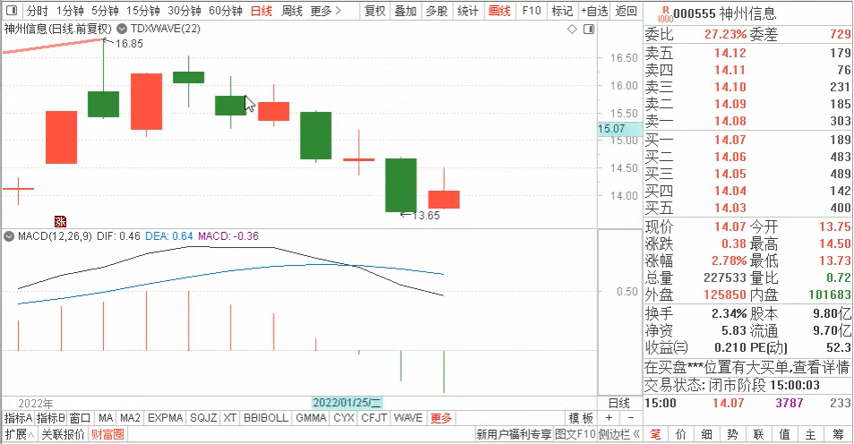 分时 1分钟 5分钟 15分钟 30分钟 60分钟 日线 周线 更多 > 复权 叠加 多股 统计 画线 F10 标记 +自选 返回
神州信息(日线.前复权) TDXWAVE(22)
16.85
16.50
16.00
15.50
15.07
15.00
14.50
14.00
涨
13.65
MACD(12,26,9) DIF: 0.46 DEA: 0.64 MACD: -0.36
0.50
2022年 2022/01/25/二 日线
指标A 指标B 窗口 MA MA2 EXPMA SQJZ XT BBIBOLL GMMA CYX CFJT WAVE 更多 模板 + -
扩展∧ 关联报价 财富圈 新用户福利专享 图文F10 侧边栏《
R 1000 000555 神州信息
委比 27.23% 委差 729
卖五 14.12 179
卖四 14.11 76
卖三 14.10 231
卖二 14.09 185
卖一 14.08 303
买一 14.07 189
买二 14.06 483
买三 14.05 489
买四 14.04 142
买五 14.03 400
现价 14.07 今开 13.75
涨跌 0.38 最高 14.50
涨幅 2.78% 最低 13.73
总量 227533 量比 0.72
外盘 125850 内盘 101683
换手 2.34% 股本 9.80亿
净资 5.83 流通 9.70亿
收益㈢ 0.210 PE(动) 52.3
在买盘***位置有大买单,查看详情
交易状态: 闭市阶段 15:00:03
15:00 14.07 3787 233
笔 价 细 势 联 值 主 筹